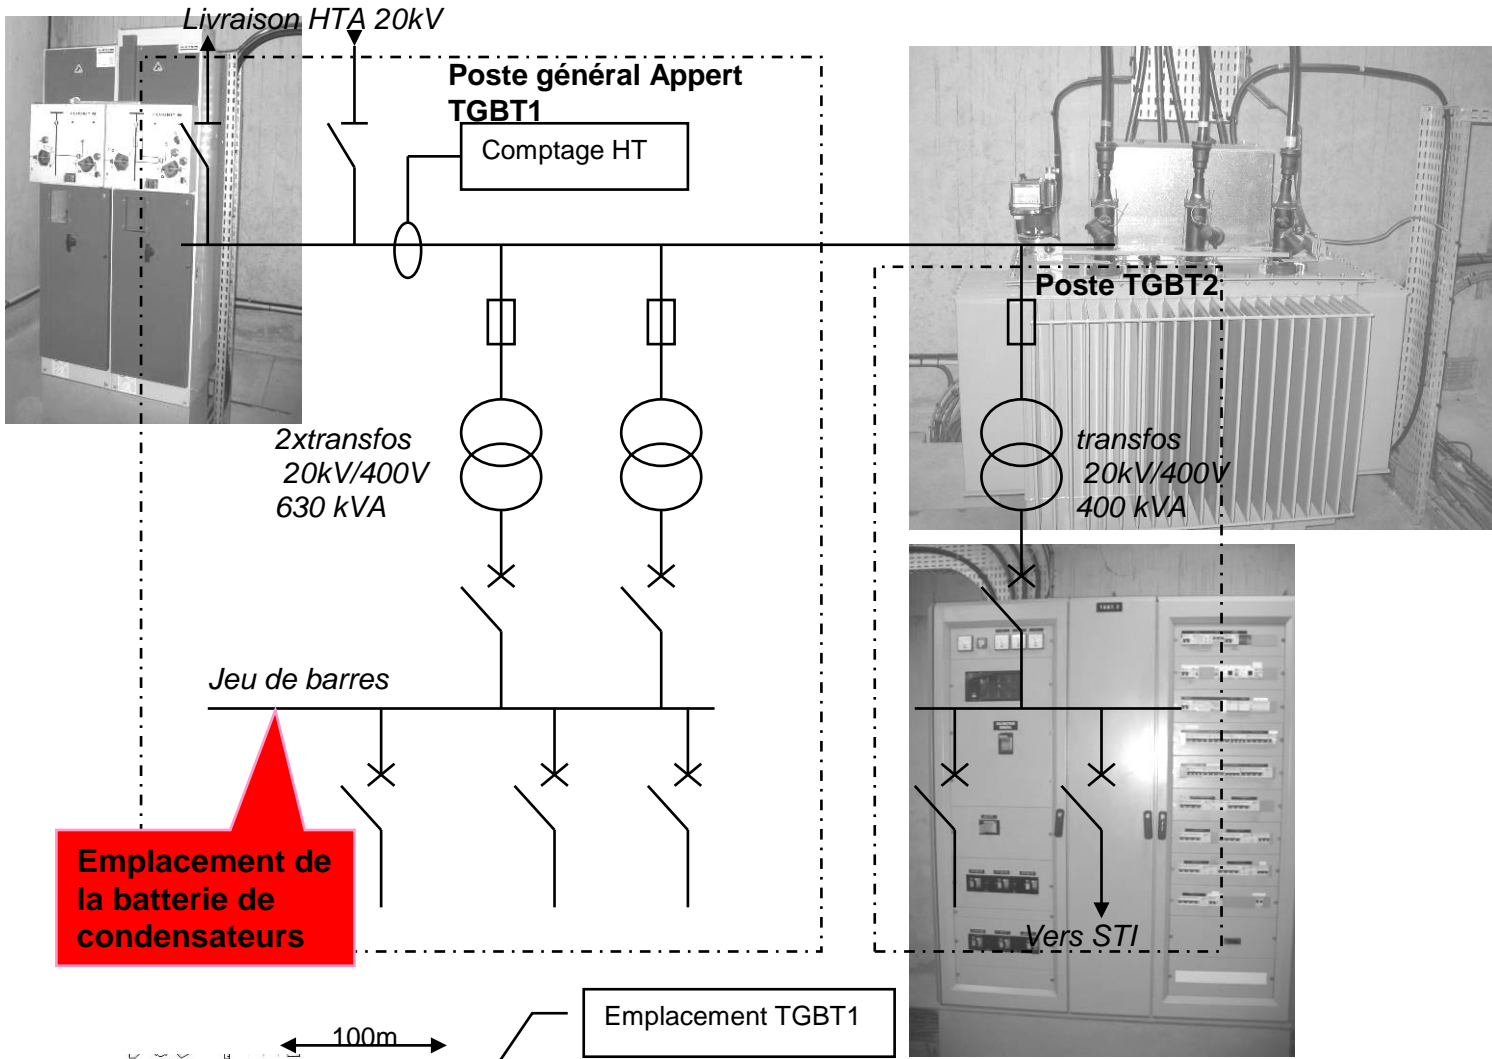 Livraison HTA 20kV
Poste général Appert
TGBT1
Comptage HT
Poste TGBT2
2xtransfos
20kV/400V
630 kVA
transfos
20kV/400V
400 kVA
Jeu de barres
Emplacement de
la batterie de
condensateurs
Vers STI
Emplacement TGBT1
100m